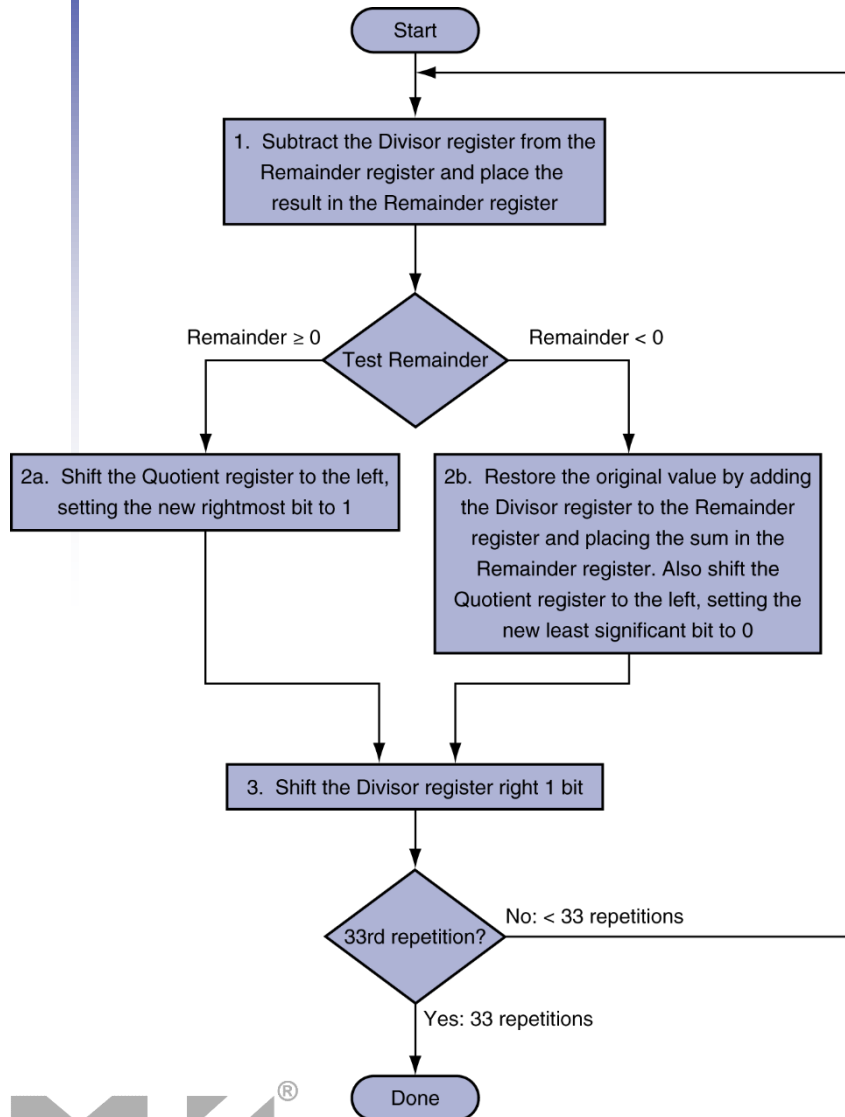 Start
1. Subtract the Divisor register from the
Remainder register and place the
result in the Remainder register
Remainder ≥ 0
Test Remainder
Remainder < 0
2a. Shift the Quotient register to the left,
setting the new rightmost bit to 1
2b. Restore the original value by adding
the Divisor register to the Remainder
register and placing the sum in the
Remainder register. Also shift the
Quotient register to the left, setting the
new least significant bit to 0
3. Shift the Divisor register right 1 bit
33rd repetition?
No: < 33 repetitions
Yes: 33 repetitions
Done
®